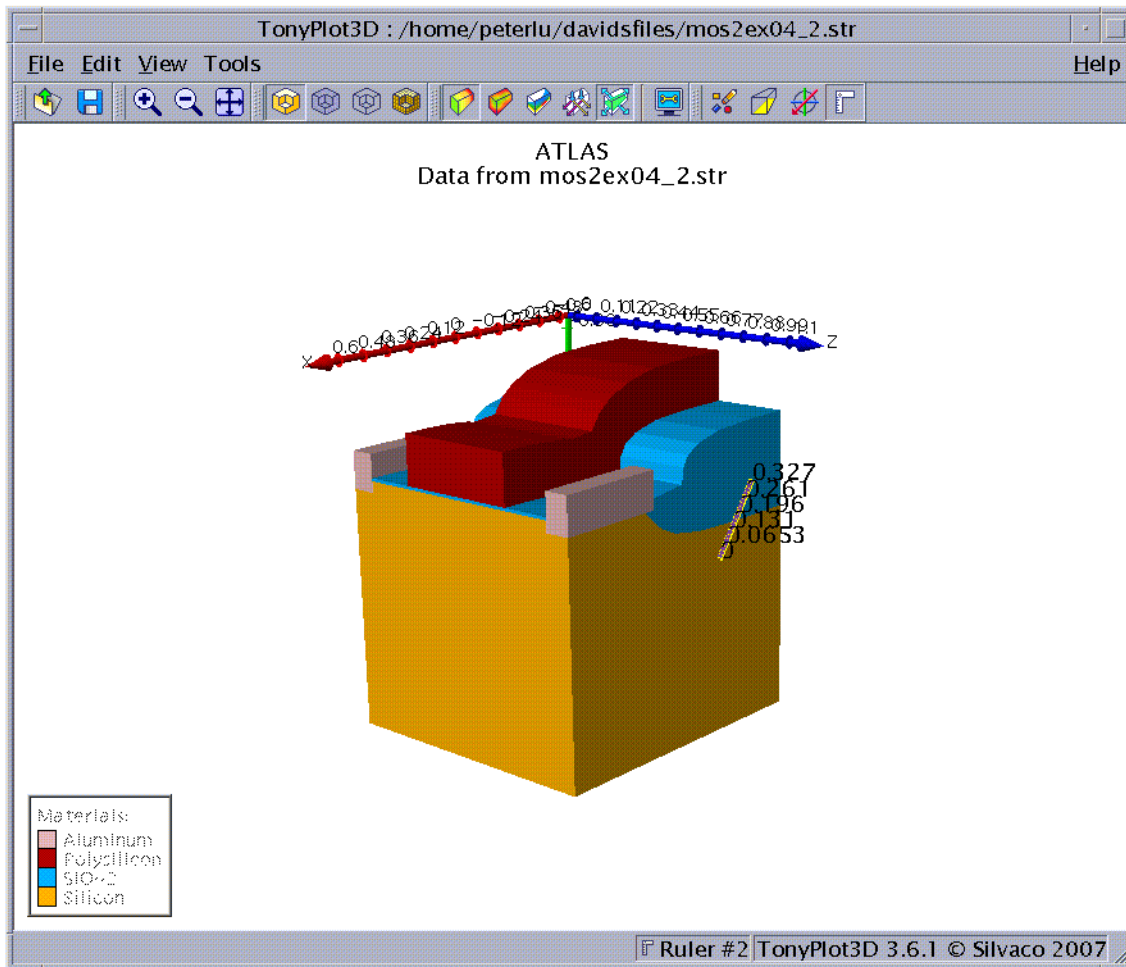 TonyPlot3D : /home/peterlu/davidsfiles/mos2ex04_2.str
File Edit View Tools Help
ATLAS
Data from mos2ex04_2.str
X
Z
0.327
0.261
0.196
0.131
0.0653
0
Materials:
Aluminum
Polysilicon
SiO~2
Silicon
Ruler #2 TonyPlot3D 3.6.1 © Silvaco 2007